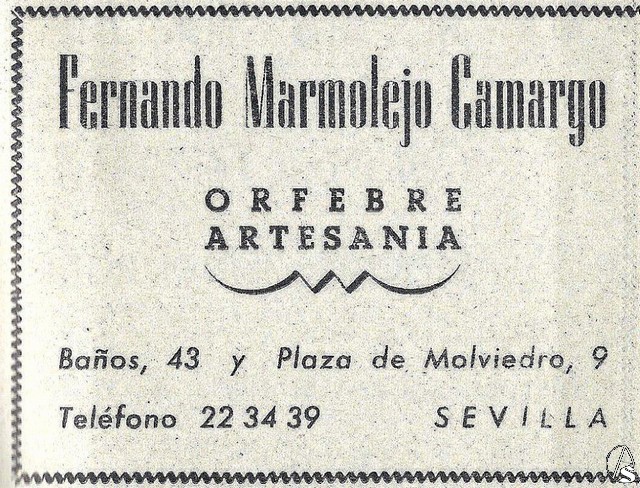 Fernando Marmolejo Camargo
ORFEBRE
ARTESANIA
Baños, 43 y Plaza de Molviedro, 9
Teléfono 22 34 39 SEVILLA